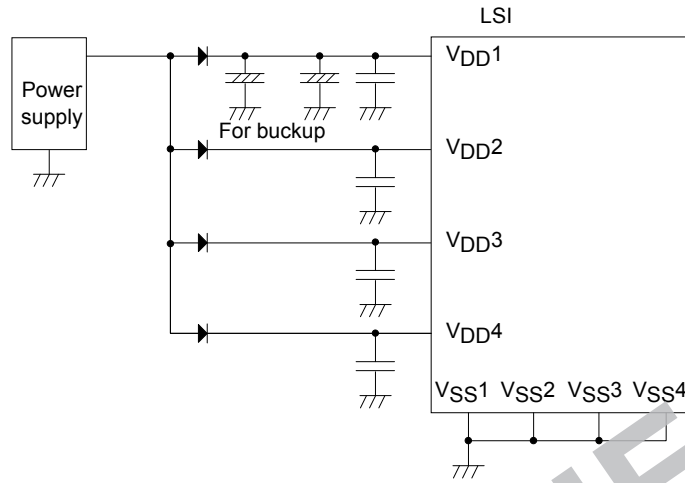 LSI
Power
supply
VDD1
For buckup
VDD2
VDD3
VDD4
VSS1 VSS2 VSS3 VSS4